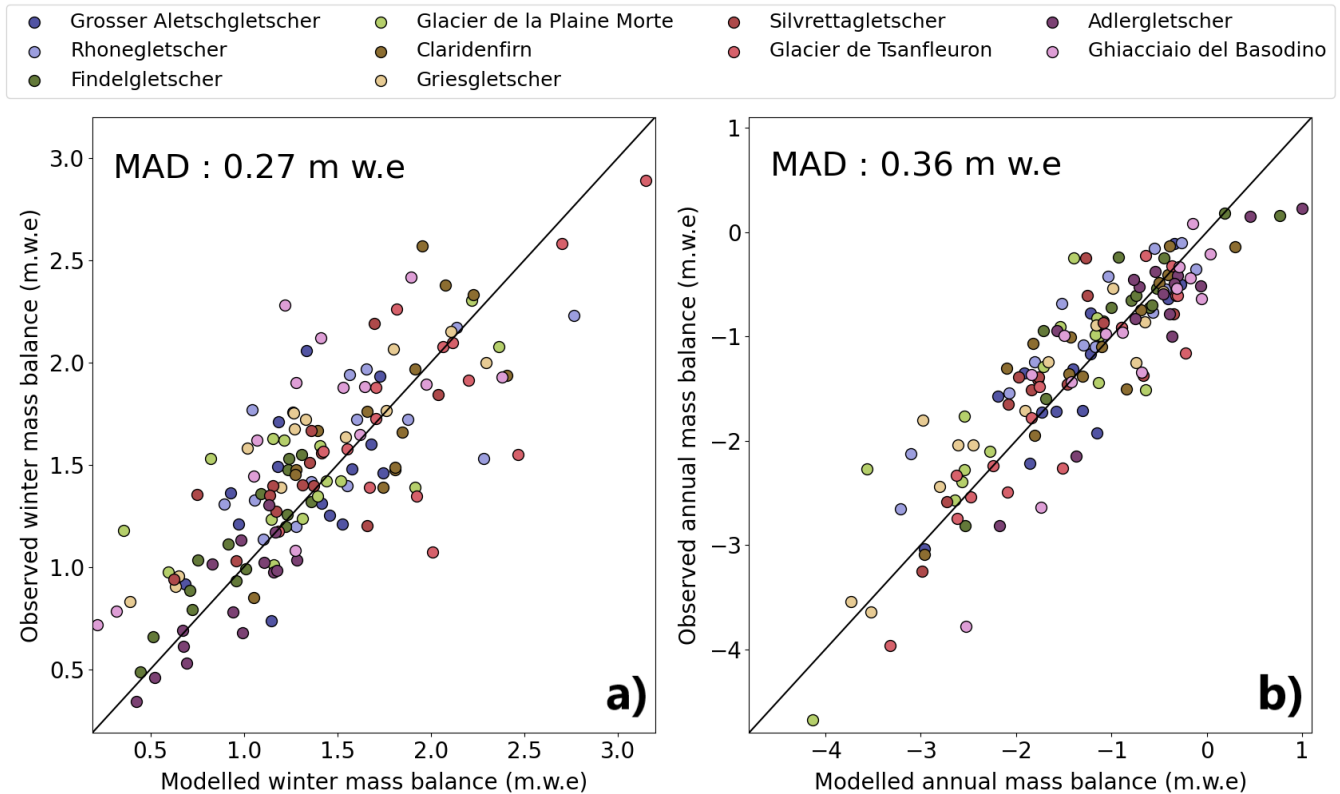 Grosser Aletschgletscher
Glacier de la Plaine Morte
Silvrettagletscher
Adlergletscher
Rhonegletscher
Claridenfirn
Glacier de Tsanfleuron
Ghiacciaio del Basodino
Findelgletscher
Griesgletscher
MAD : 0.27 m w.e
3.0
2.5
2.0
1.5
1.0
0.5
Observed winter mass balance (m.w.e)
a)
0.5 1.0 1.5 2.0 2.5 3.0
Modelled winter mass balance (m.w.e)
MAD : 0.36 m w.e
1
0
−1
−2
−3
−4
Observed annual mass balance (m.w.e)
b)
−4 −3 −2 −1 0 1
Modelled annual mass balance (m.w.e)